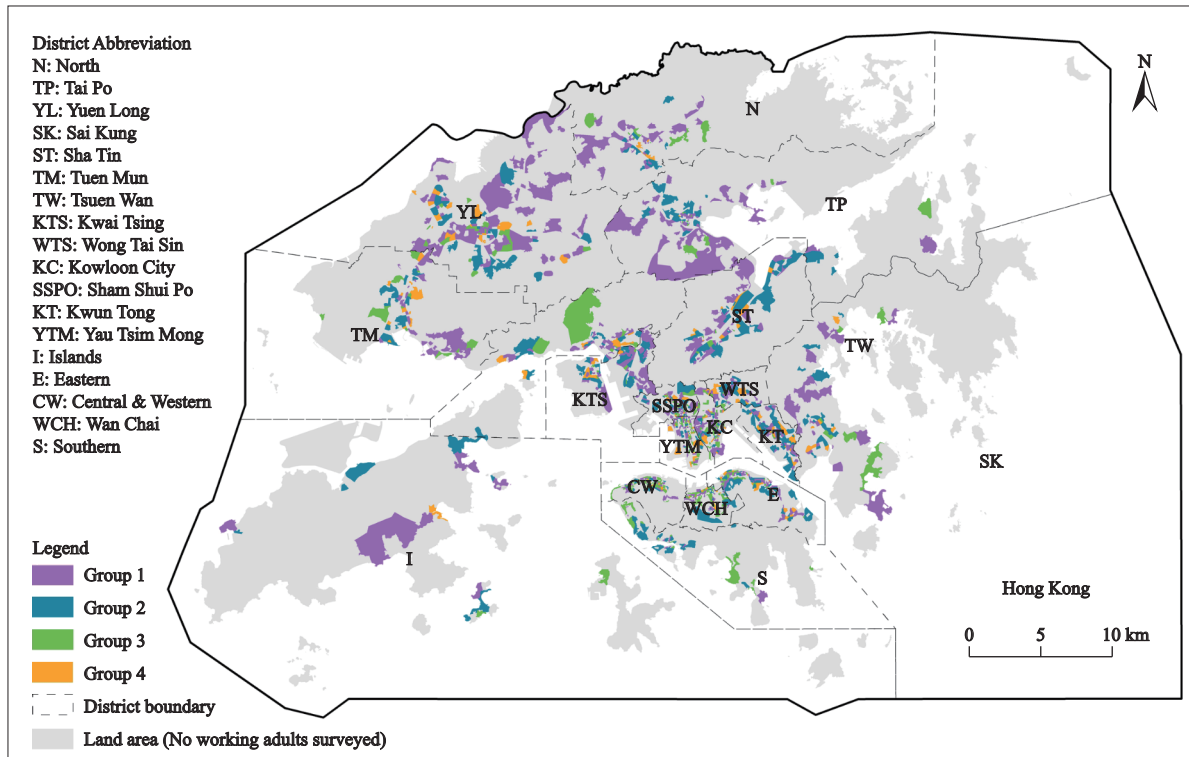 District Abbreviation
N: North
TP: Tai Po
YL: Yuen Long
SK: Sai Kung
ST: Sha Tin
TM: Tuen Mun
TW: Tsuen Wan
KTS: Kwai Tsing
WTS: Wong Tai Sin
KC: Kowloon City
SSPO: Sham Shui Po
KT: Kwun Tong
YTM: Yau Tsim Mong
I: Islands
E: Eastern
CW: Central & Western
WCH: Wan Chai
S: Southern
N
N
TP
YL
ST
TM
TW
KTS
WTS
SSPO
KC
KT
YTM
SK
CW
E
WCH
I
S
Hong Kong
0 5 10 km
Legend
Group 1
Group 2
Group 3
Group 4
District boundary
Land area (No working adults surveyed)